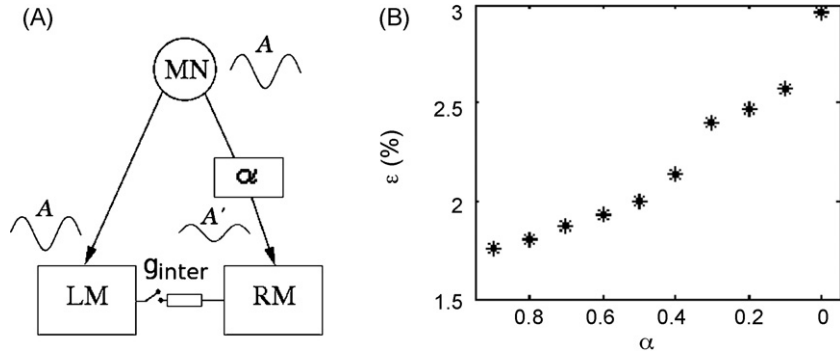 (A)
MN
A
α
A
A'
LM
g_inter
RM
(B)
3
2.5
2
1.5
ε (%)
0.8
0.6
0.4
0.2
0
α